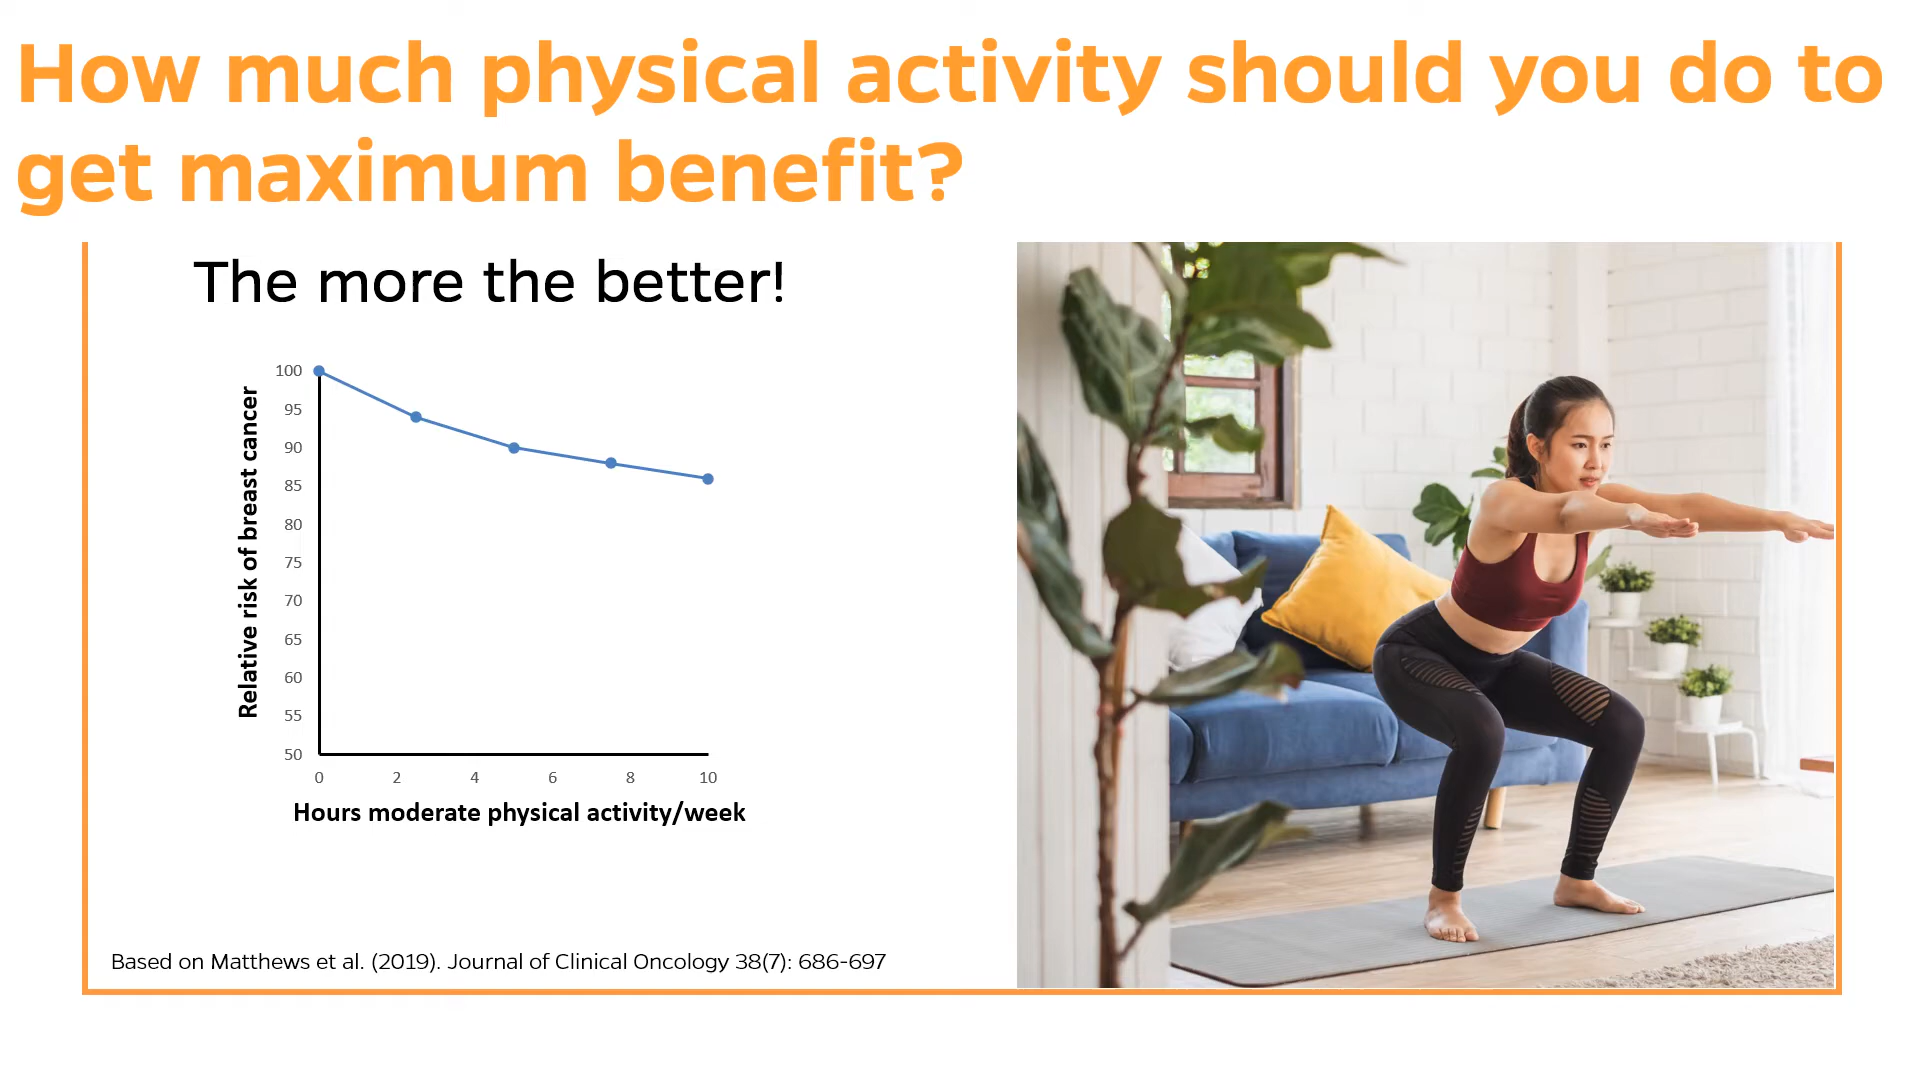 How much physical activity should you do to
get maximum benefit?
The more the better!
Relative risk of breast cancer
100
95
90
85
80
75
70
65
60
55
50
0 2 4 6 8 10
Hours moderate physical activity/week
Based on Matthews et al. (2019). Journal of Clinical Oncology 38(7): 686-697